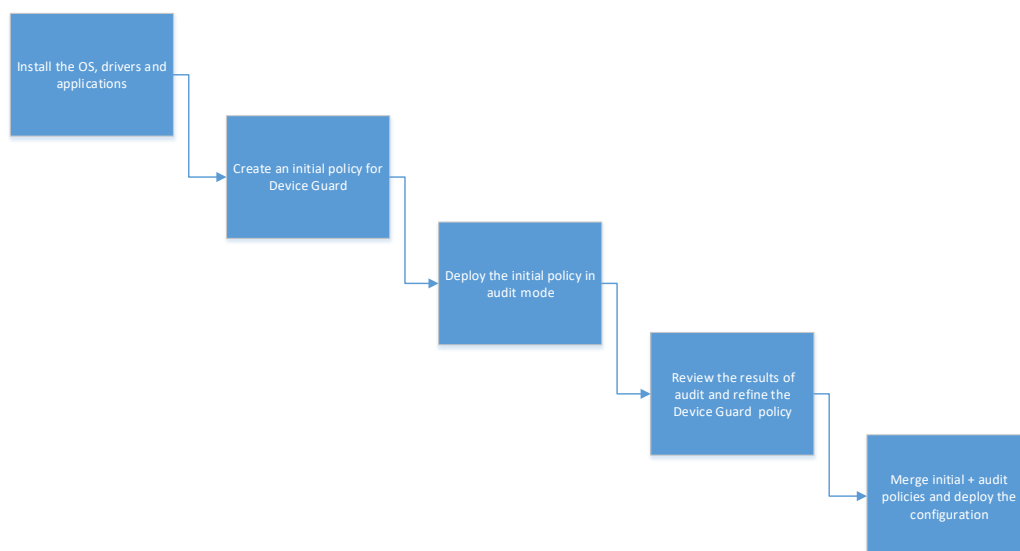 Install the OS, drivers and
applications
Create an initial policy for
Device Guard
Deploy the initial policy in
audit mode
Review the results of
audit and refine the
Device Guard  policy
Merge initial + audit
policies and deploy the
configuration